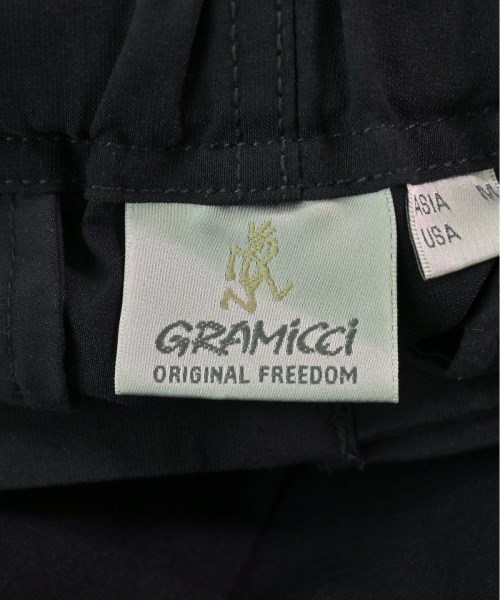 GRAMiCCi
ORIGINAL FREEDOM
ASIA M
USA